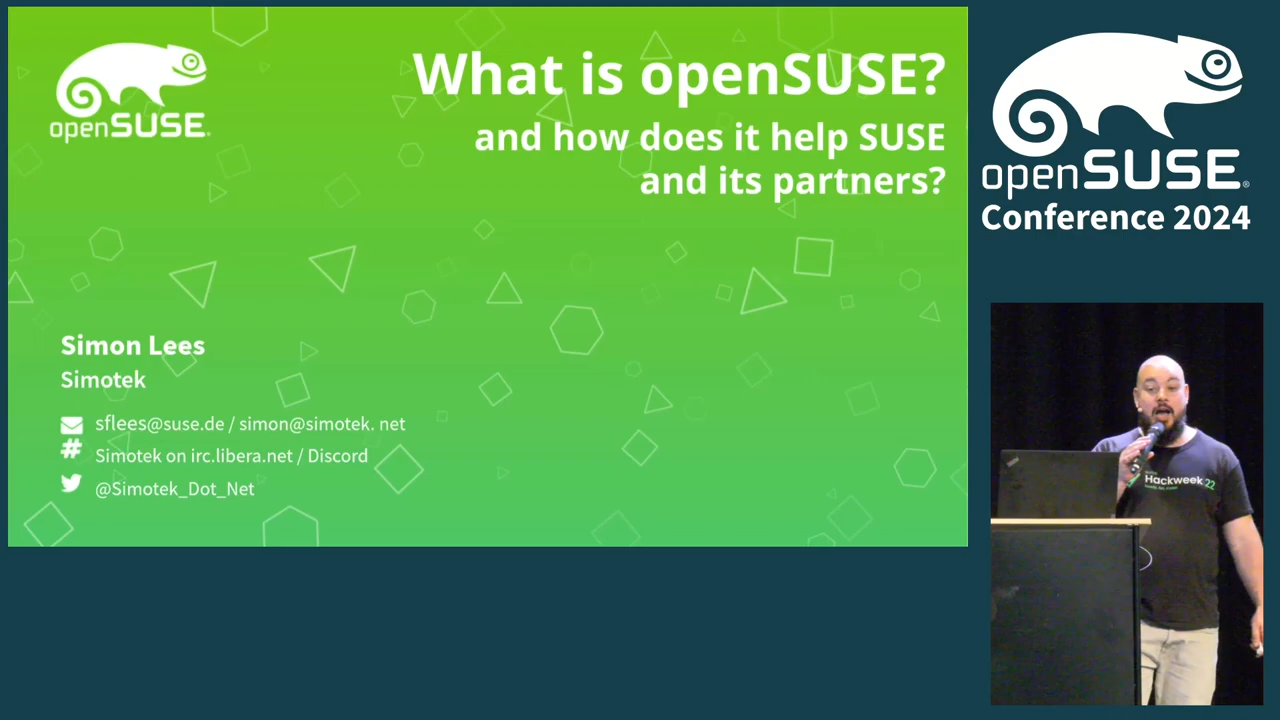 openSUSE
What is openSUSE?
and how does it help SUSE
and its partners?
Simon Lees
Simotek
sflees@suse.de / simon@simotek. net
# Simotek on irc.libera.net / Discord
@Simotek_Dot_Net
openSUSE®
Conference 2024
Hackweek 22